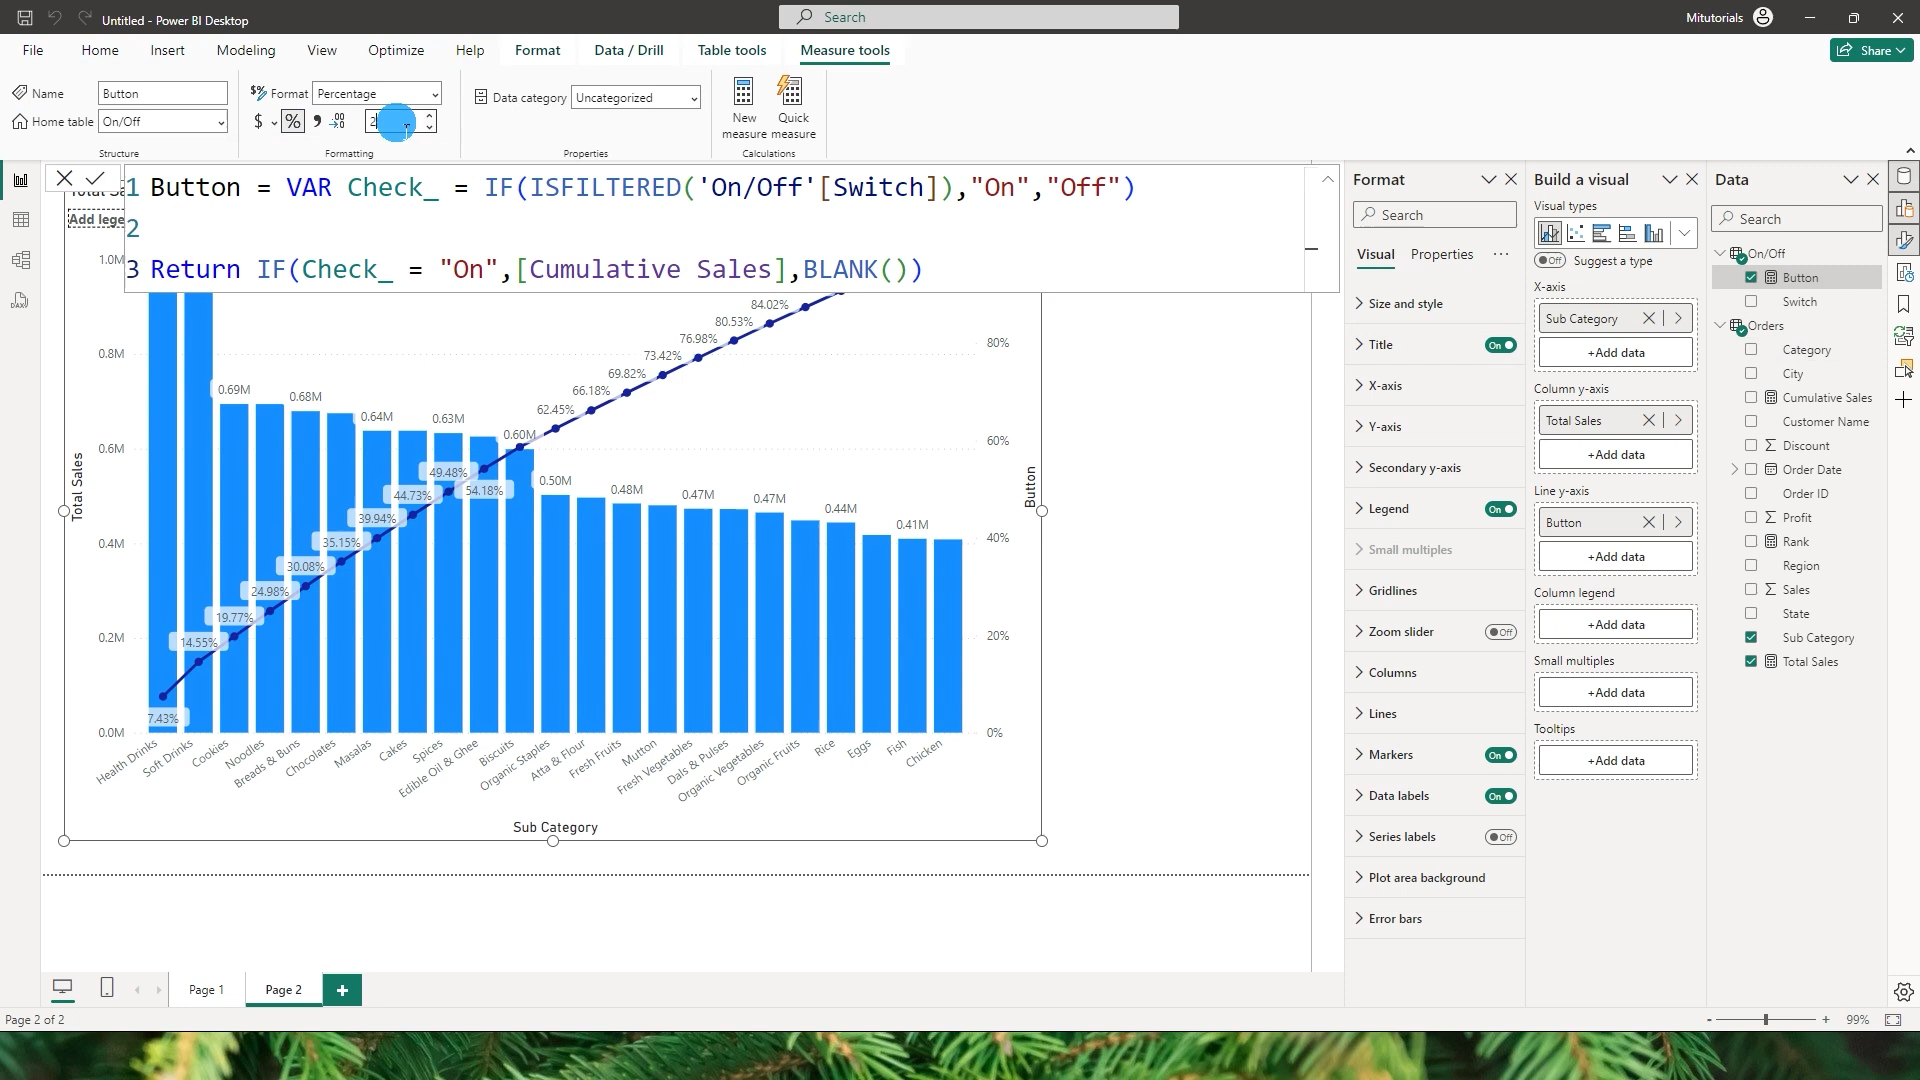 Untitled - Power BI Desktop
Search
Mitutorials
File Home Insert Modeling View Optimize Help Format Data / Drill Table tools Measure tools
Share
Name Button
Format Percentage
Data category Uncategorized
Home table On/Off
$ % 2
New measure
Quick measure
Structure
Formatting
Properties
Calculations
1 Button = VAR Check_ = IF(ISFILTERED('On/Off'[Switch]),"On","Off")
2
3 Return IF(Check_ = "On",[Cumulative Sales],BLANK())
Total Sa
Add lege
1.0M
0.8M
0.6M
0.4M
0.2M
0.0M
Total Sales
0.69M
0.68M
0.64M
0.63M
0.60M
0.50M
0.48M
0.47M
0.47M
0.44M
0.41M
7.43%
14.55%
19.77%
24.98%
30.08%
35.15%
39.94%
44.73%
49.48%
54.18%
62.45%
66.18%
69.82%
73.42%
76.98%
80.53%
84.02%
80%
60%
40%
20%
0%
Button
Health Drinks
Soft Drinks
Cookies
Noodles
Breads & Buns
Chocolates
Masalas
Cakes
Spices
Edible Oil & Ghee
Biscuits
Organic Staples
Atta & Flour
Fresh Fruits
Mutton
Fresh Vegetables
Dals & Pulses
Organic Vegetables
Organic Fruits
Rice
Eggs
Fish
Chicken
Sub Category
Format
Search
Visual Properties
Size and style
Title On
X-axis
Y-axis
Secondary y-axis
Legend On
Small multiples
Gridlines
Zoom slider Off
Columns
Lines
Markers On
Data labels On
Series labels Off
Plot area background
Error bars
Build a visual
Visual types
Off Suggest a type
X-axis
Sub Category
+Add data
Column y-axis
Total Sales
+Add data
Line y-axis
Button
+Add data
Column legend
+Add data
Small multiples
+Add data
Tooltips
+Add data
Data
Search
On/Off
Button
Switch
Orders
Category
City
Cumulative Sales
Customer Name
Discount
Order Date
Order ID
Profit
Rank
Region
Sales
State
Sub Category
Total Sales
DAX
Page 1
Page 2
Page 2 of 2
- + 99%